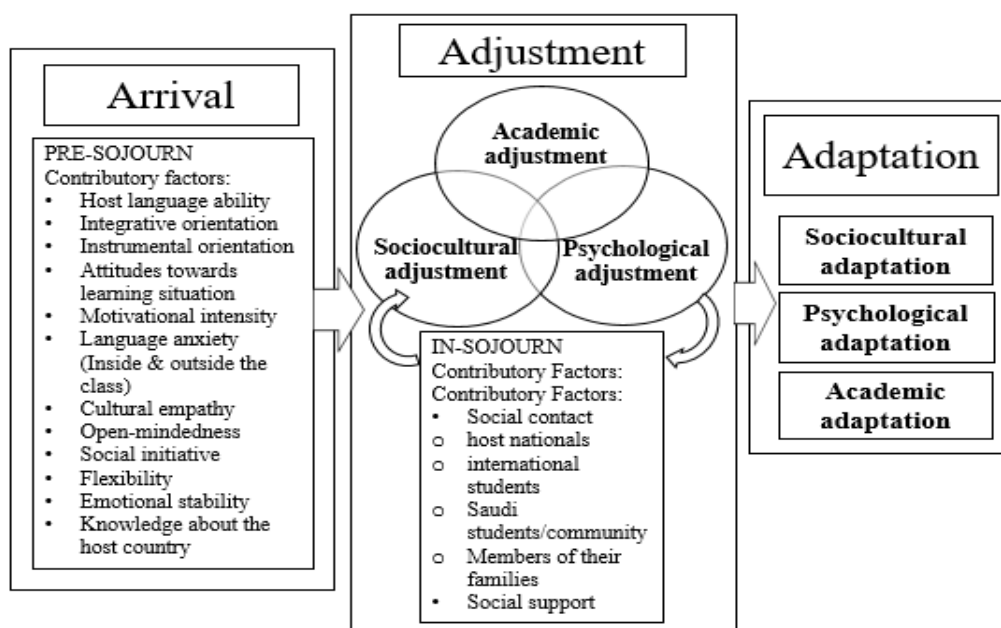 Arrival
PRE-SOJOURN
Contributory factors:
• Host language ability
• Integrative orientation
• Instrumental orientation
• Attitudes towards
learning situation
• Motivational intensity
• Language anxiety
(Inside & outside the
class)
• Cultural empathy
• Open-mindedness
• Social initiative
• Flexibility
• Emotional stability
• Knowledge about the
host country
Adjustment
Academic
adjustment
Sociocultural
adjustment
Psychological
adjustment
IN-SOJOURN
Contributory Factors:
Contributory Factors:
• Social contact
o host nationals
o international
students
o Saudi
students/community
o Members of their
families
• Social support
Adaptation
Sociocultural
adaptation
Psychological
adaptation
Academic
adaptation